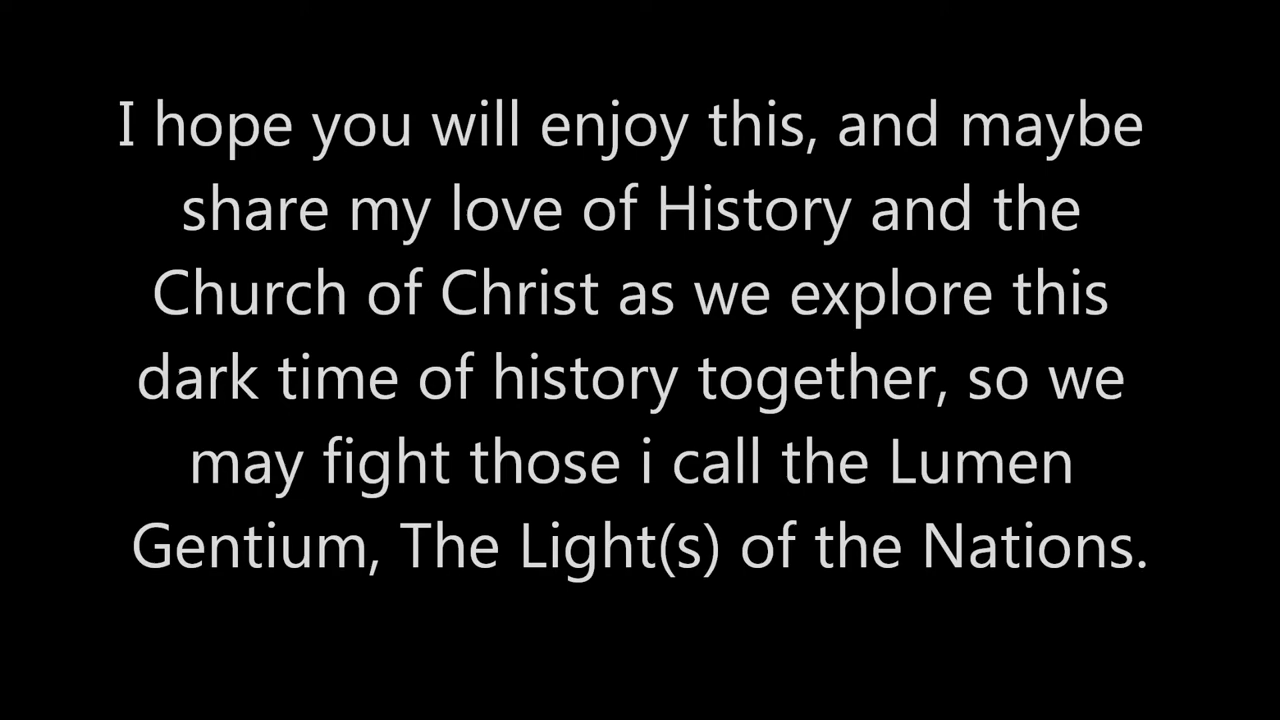 I hope you will enjoy this, and maybe
share my love of History and the
Church of Christ as we explore this
dark time of history together, so we
may fight those i call the Lumen
Gentium, The Light(s) of the Nations.